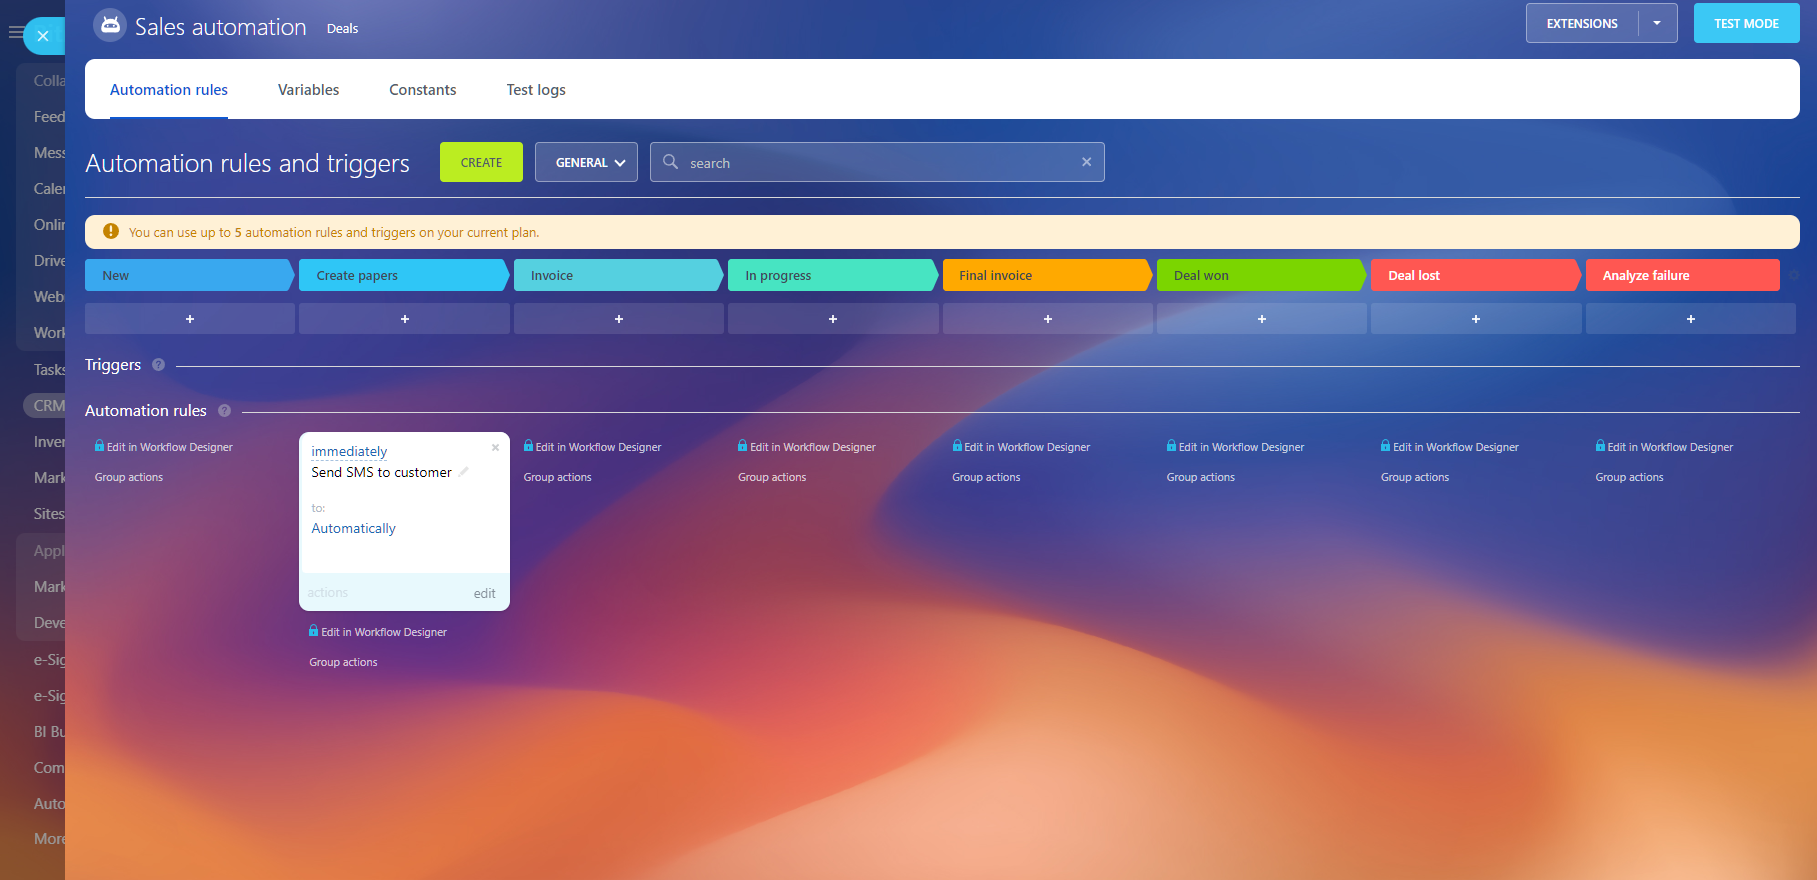 Sales automation
Deals
EXTENSIONS
TEST MODE
Automation rules
Variables
Constants
Test logs
Automation rules and triggers
CREATE
GENERAL
search
You can use up to 5 automation rules and triggers on your current plan.
New
Create papers
Invoice
In progress
Final invoice
Deal won
Deal lost
Analyze failure
+
+
+
+
+
+
+
+
Triggers ?
Automation rules ?
Edit in Workflow Designer
Group actions
immediately
Send SMS to customer
to:
Automatically
actions
edit
Edit in Workflow Designer
Group actions
Edit in Workflow Designer
Group actions
Edit in Workflow Designer
Group actions
Edit in Workflow Designer
Group actions
Edit in Workflow Designer
Group actions
Edit in Workflow Designer
Group actions
Edit in Workflow Designer
Group actions
Colla
Feed
Mess
Caler
Onlin
Drive
Web
Work
Tasks
CRM
Inver
Mark
Sites
Appl
Mark
Deve
e-Sig
e-Sig
BI Bu
Com
Auto
More